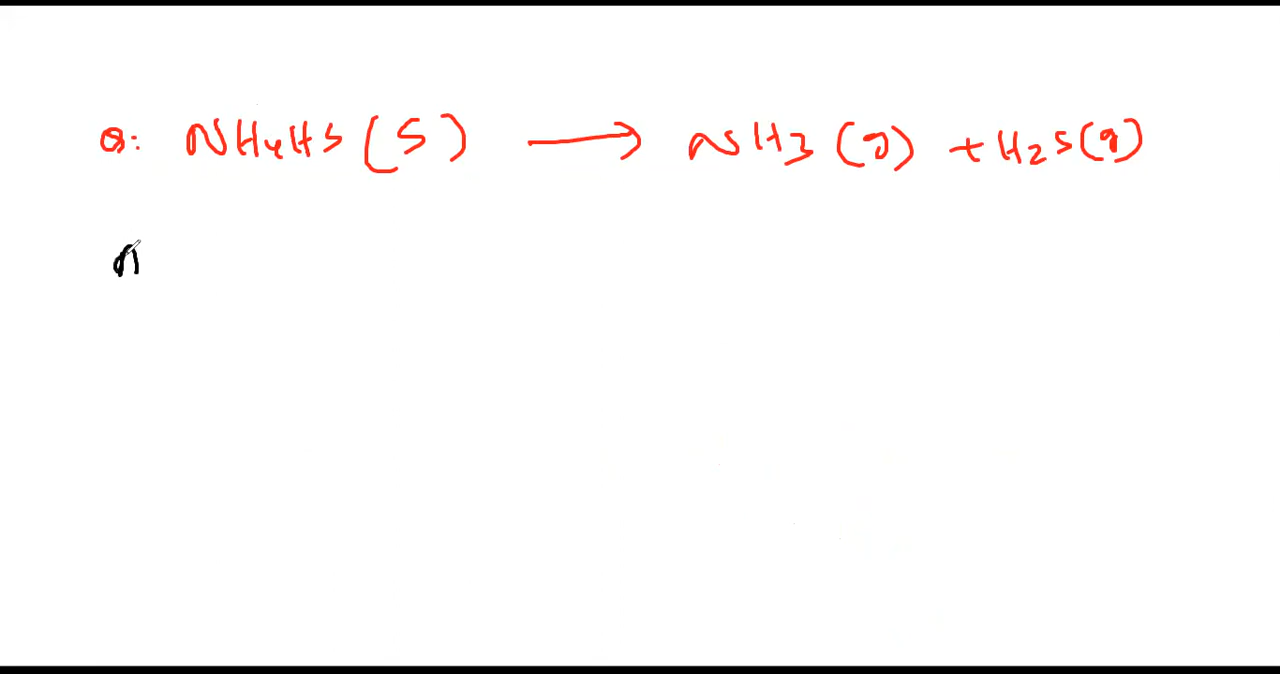 Q: NH4HS(S) → NH3(g) + H2S(g)